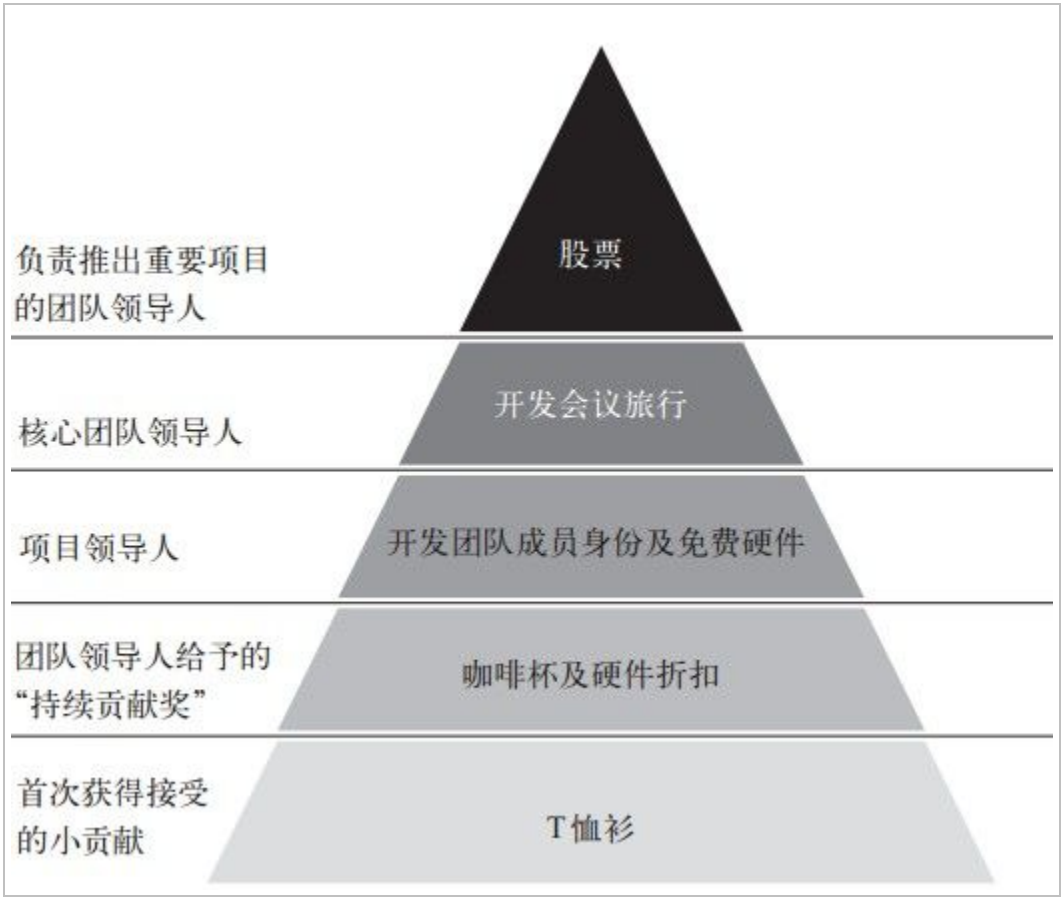 负责推出重要项目
的团队领导人
股票
核心团队领导人
开发会议旅行
项目领导人
开发团队成员身份及免费硬件
团队领导人给予的
“持续贡献奖”
咖啡杯及硬件折扣
首次获得接受
的小贡献
T恤衫